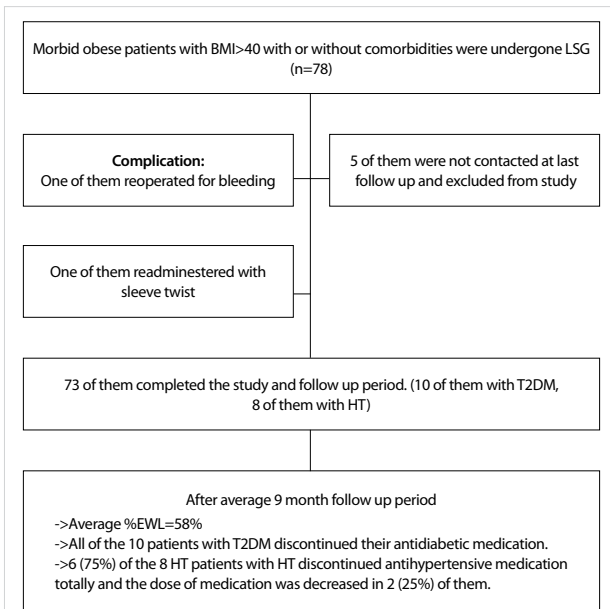 Morbid obese patients with BMI>40 with or without comorbidities were undergone LSG
(n=78)
Complication:
One of them reoperated for bleeding
5 of them were not contacted at last
follow up and excluded from study
One of them readminestered with
sleeve twist
73 of them completed the study and follow up period. (10 of them with T2DM,
8 of them with HT)
After average 9 month follow up period
->Average %EWL=58%
->All of the 10 patients with T2DM discontinued their antidiabetic medication.
->6 (75%) of the 8 HT patients with HT discontinued antihypertensive medication
totally and the dose of medication was decreased in 2 (25%) of them.